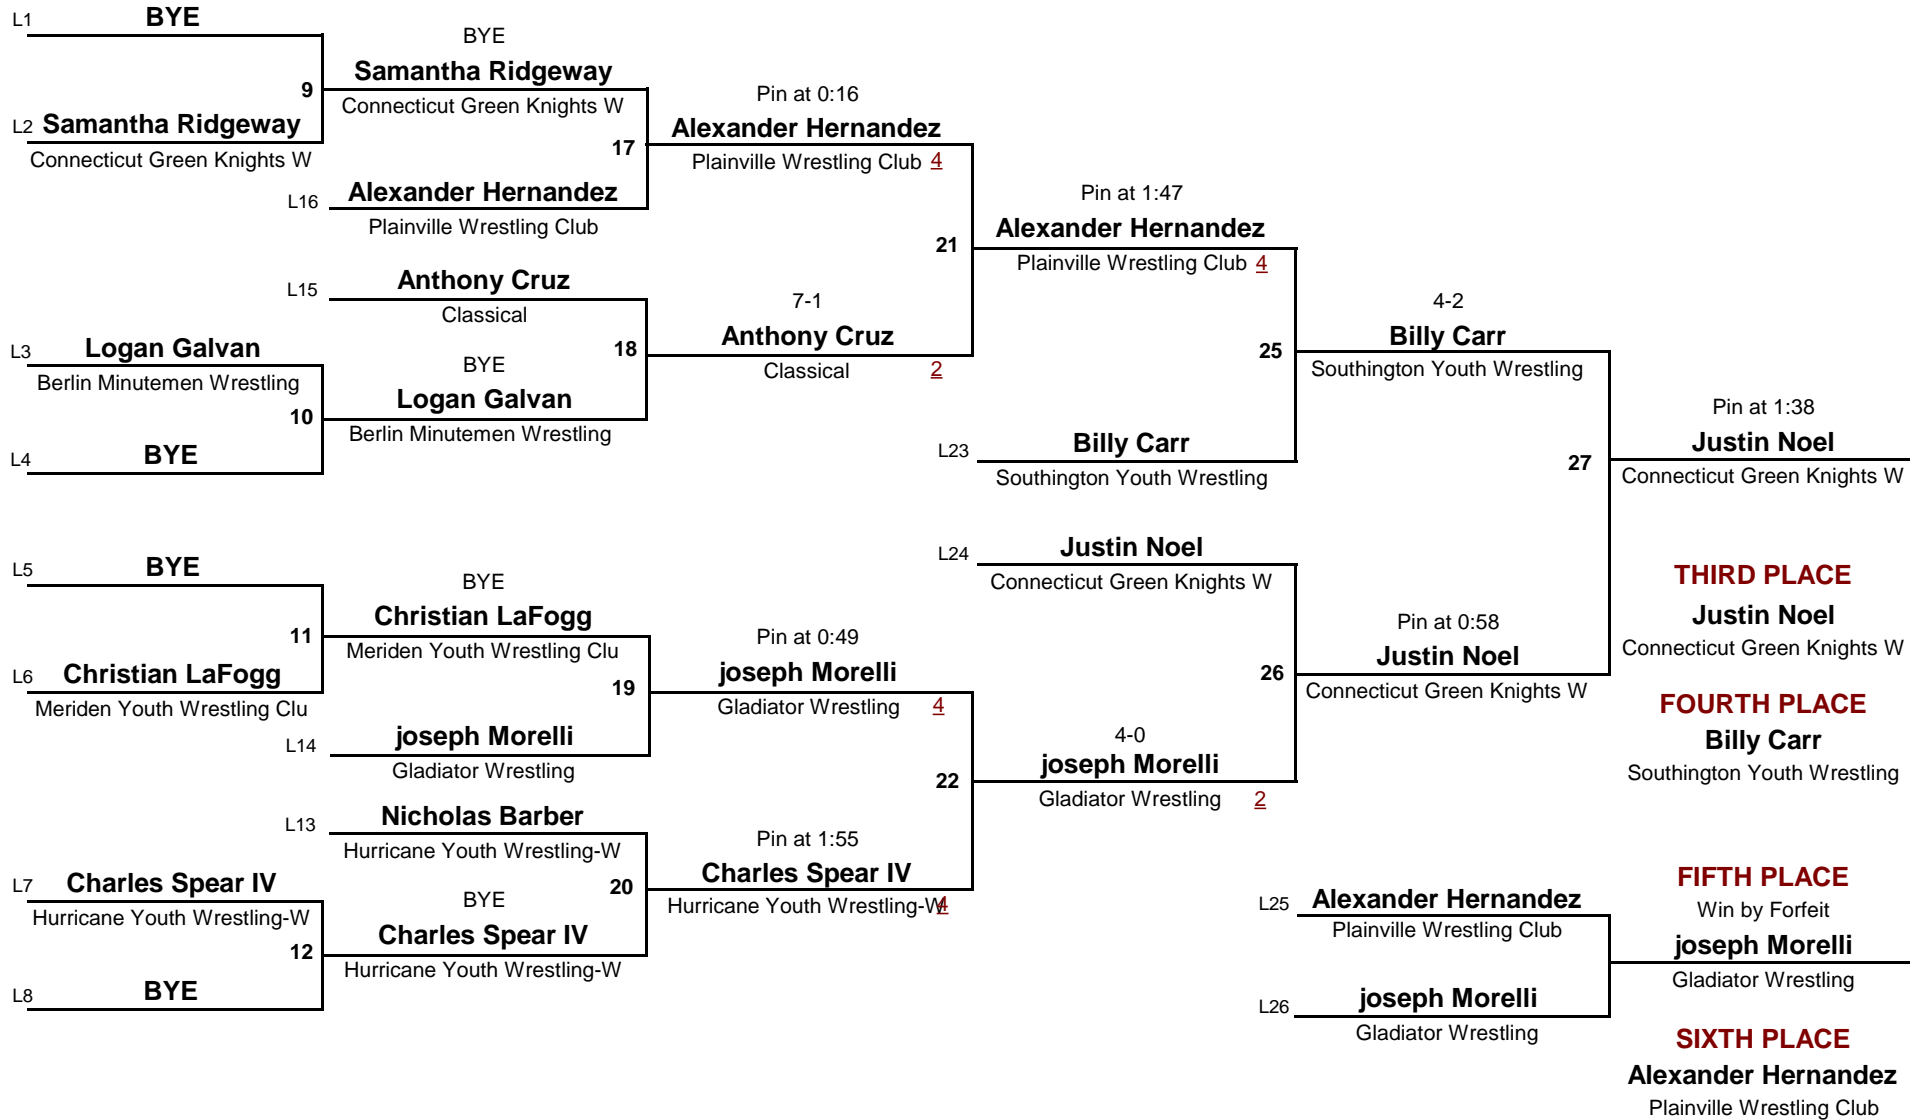 L1 BYE
BYE
Samantha Ridgeway
9
Connecticut Green Knights W
L2 Samantha Ridgeway
Connecticut Green Knights W
Pin at 0:16
Alexander Hernandez
17
Plainville Wrestling Club 4
L16 Alexander Hernandez
Plainville Wrestling Club
Pin at 1:47
Alexander Hernandez
21
Plainville Wrestling Club 4
L15 Anthony Cruz
Classical
7-1
Anthony Cruz
18
Classical 2
L3 Logan Galvan
Berlin Minutemen Wrestling
BYE
Logan Galvan
10
Berlin Minutemen Wrestling
L4 BYE
4-2
Billy Carr
25
Southington Youth Wrestling
L23 Billy Carr
Southington Youth Wrestling
Pin at 1:38
Justin Noel
27
Connecticut Green Knights W
L24 Justin Noel
Connecticut Green Knights W
L5 BYE
BYE
Christian LaFogg
11
Meriden Youth Wrestling Clu
L6 Christian LaFogg
Meriden Youth Wrestling Clu
Pin at 0:49
joseph Morelli
19
Gladiator Wrestling 4
L14 joseph Morelli
Gladiator Wrestling
Pin at 0:58
Justin Noel
26
Connecticut Green Knights W
THIRD PLACE
Justin Noel
Connecticut Green Knights W
FOURTH PLACE
Billy Carr
Southington Youth Wrestling
4-0
joseph Morelli
22
Gladiator Wrestling 2
L13 Nicholas Barber
Hurricane Youth Wrestling-W
Pin at 1:55
Charles Spear IV
20
Hurricane Youth Wrestling-W 4
L7 Charles Spear IV
Hurricane Youth Wrestling-W
BYE
Charles Spear IV
12
Hurricane Youth Wrestling-W
L8 BYE
L25 Alexander Hernandez
Plainville Wrestling Club
FIFTH PLACE
Win by Forfeit
joseph Morelli
Gladiator Wrestling
L26 joseph Morelli
Gladiator Wrestling
SIXTH PLACE
Alexander Hernandez
Plainville Wrestling Club